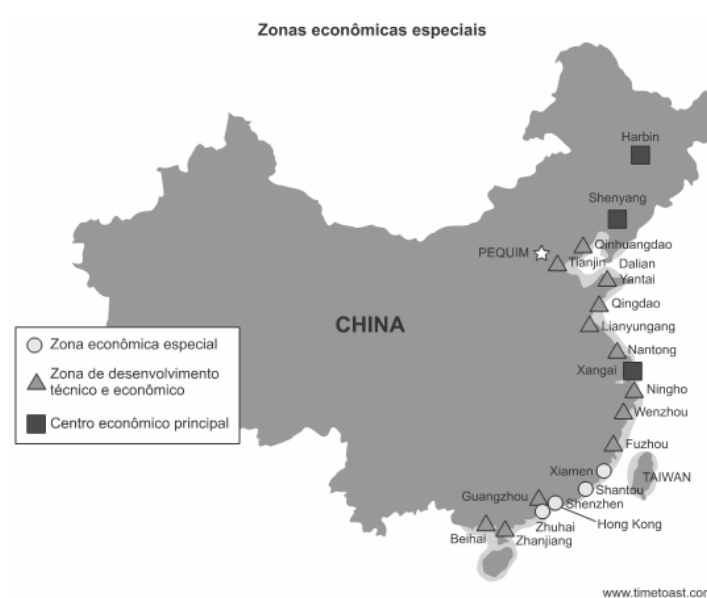 Zonas econômicas especiais
Harbin
Shenyang
Qinhuangdao
PEQUIM
Tianjin
Dalian
Yantai
Qingdao
CHINA
Lianyungang
Zona econômica especial
Zona de desenvolvimento
técnico e econômico
Centro econômico principal
Nantong
Xangai
Ningho
Wenzhou
Fuzhou
Xiamen
TAIWAN
Shantou
Guangzhou
Shenzhen
Hong Kong
Zhuhai
Beihai
Zhanjiang
www.timetoast.com